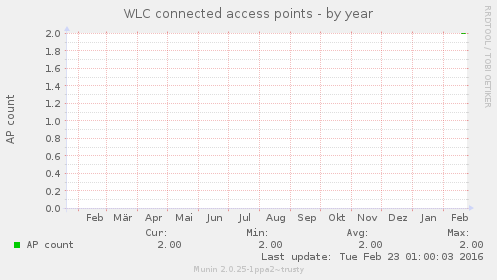 WLC connected access points - by year
RRDTOOL / TOBI OETIKER
AP count
2.0
1.8
1.6
1.4
1.2
1.0
0.8
0.6
0.4
0.2
0.0
Feb Mär Apr Mai Jun Jul Aug Sep Okt Nov Dez Jan Feb
Cur: Min: Avg: Max:
AP count 2.00 2.00 2.00 2.00
Last update: Tue Feb 23 01:00:03 2016
Munin 2.0.25-1ppa2~trusty